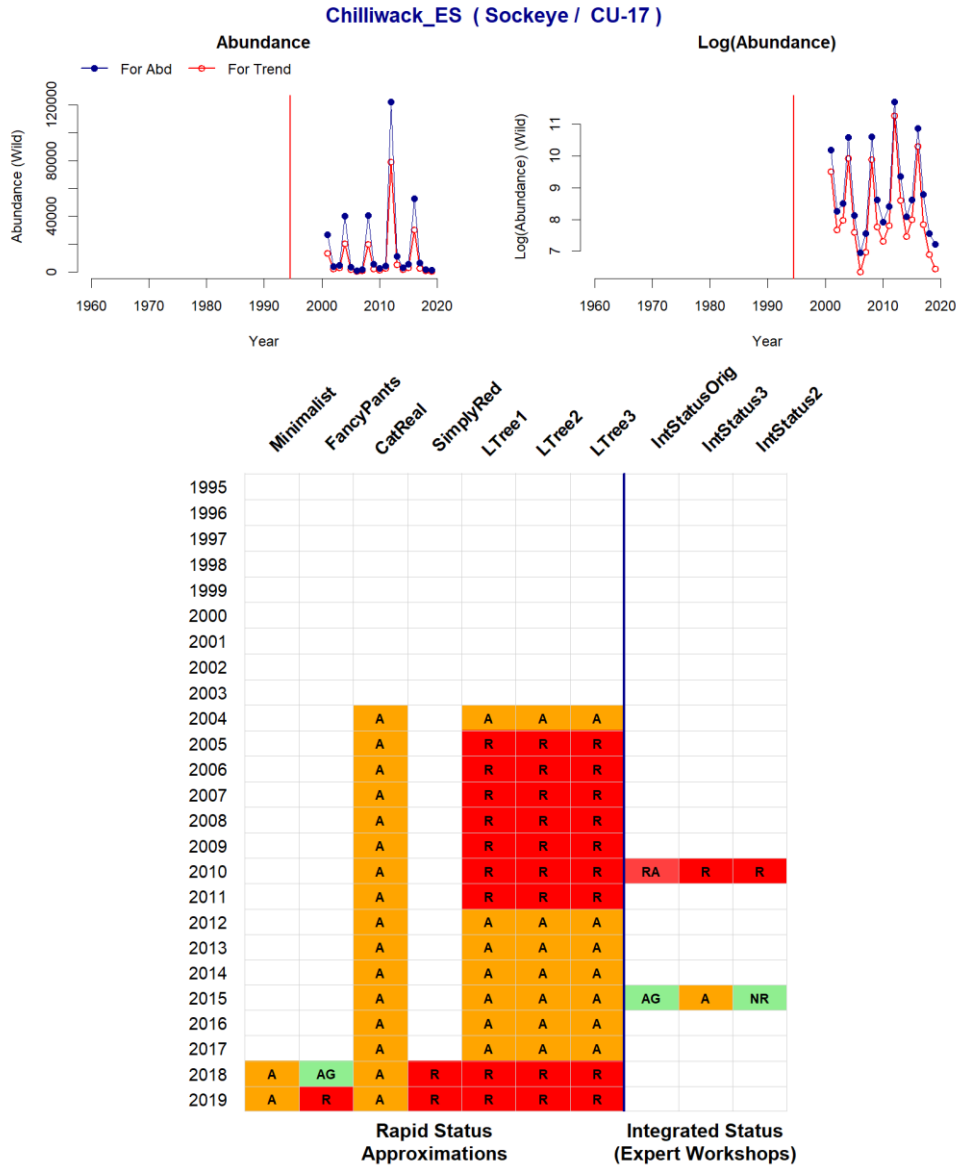 Chilliwack_ES ( Sockeye / CU-17 )
Abundance
For Abd For Trend
Abundance (Wild)
120000
80000
40000
0
1960 1970 1980 1990 2000 2010 2020
Year
Log(Abundance)
Log(Abundance) (Wild)
11
10
9
8
7
1960 1970 1980 1990 2000 2010 2020
Year
Minimalist FancyPants CatReal SimplyRed LTree1 LTree2 LTree3 IntStatusOrig IntStatus3 IntStatus2
1995
1996
1997
1998
1999
2000
2001
2002
2003
2004 A A A A
2005 A R R R
2006 A R R R
2007 A R R R
2008 A R R R
2009 A R R R
2010 A R R R RA R R
2011 A R R R
2012 A A A A
2013 A A A A
2014 A A A A
2015 A A A A AG A NR
2016 A A A A
2017 A A A A
2018 A AG A R R R R
2019 A R A R R R R
Rapid Status
Approximations
Integrated Status
(Expert Workshops)